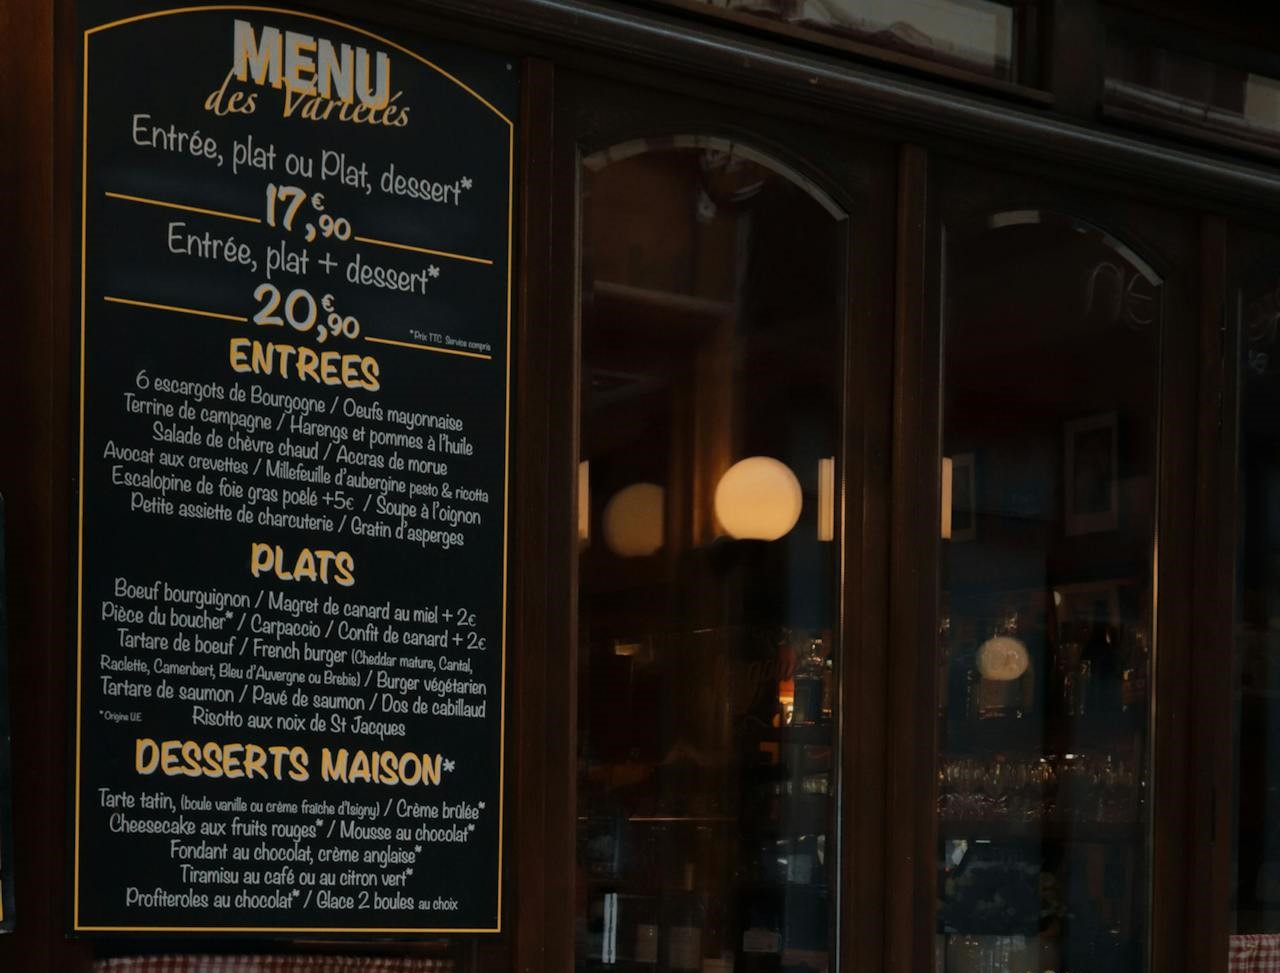 MENU
des Variétés
Entrée, plat ou Plat, dessert*
17,€90
Entrée, plat + dessert*
20,€90
*Prix TTC Service compris
ENTREES
6 escargots de Bourgogne / Oeufs mayonnaise
Terrine de campagne / Harengs et pommes à l'huile
Salade de chèvre chaud / Accras de morue
Avocat aux crevettes / Millefeuille d'aubergine pesto & ricotta
Escalopine de foie gras poêlé +5€ / Soupe à l'oignon
Petite assiette de charcuterie / Gratin d'asperges
PLATS
Boeuf bourguignon / Magret de canard au miel + 2€
Pièce du boucher* / Carpaccio / Confit de canard + 2€
Tartare de boeuf / French burger (Cheddar mature, Cantal,
Raclette, Camenbert, Bleu d'Auvergne ou Brebis) / Burger végétarien
Tartare de saumon / Pavé de saumon / Dos de cabillaud
*Origine U.E
Risotto aux noix de St Jacques
DESSERTS MAISON*
Tarte tatin, (boule vanille ou crème fraiche d'Isigny) / Crème brûlée*
Cheesecake aux fruits rouges* / Mousse au chocolat*
Fondant au chocolat, crème anglaise*
Tiramisu au café ou au citron vert*
Profiteroles au chocolat* / Glace 2 boules au choix